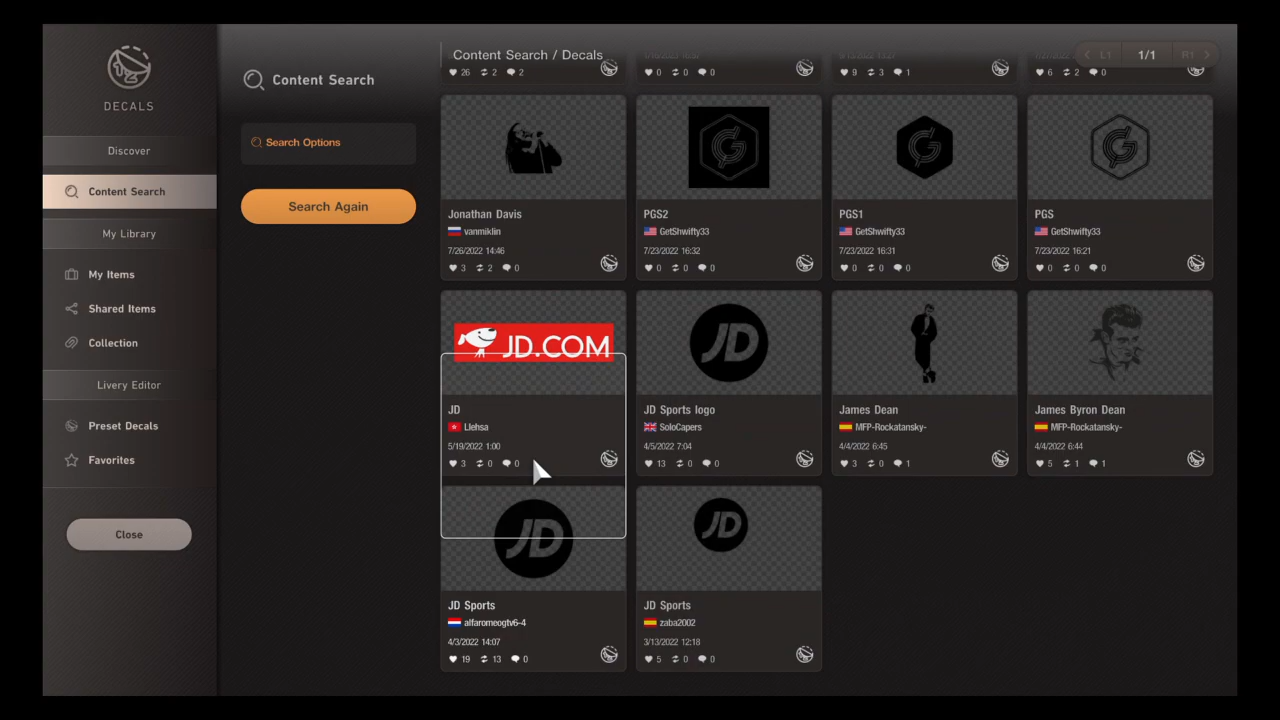 DECALS
Discover
Content Search
My Library
My Items
Shared Items
Collection
Livery Editor
Preset Decals
Favorites
Close
Content Search
Search Options
Search Again
Content Search / Decals
L1
1/1
R1
26 2 2
0 0 0
9 3 1
6 2 0
Jonathan Davis
vanmiklin
7/26/2022 14:46
3 2 0
PGS2
GetShwifty33
7/23/2022 16:32
0 0 0
PGS1
GetShwifty33
7/23/2022 16:31
0 0 0
PGS
GetShwifty33
7/23/2022 16:21
0 0 0
JD.COM
JD
Llehsa
5/19/2022 1:00
3 0 0
JD
JD Sports logo
SoloCapers
4/5/2022 7:04
13 0 0
James Dean
MFP-Rockatansky-
4/4/2022 6:45
3 0 1
James Byron Dean
MFP-Rockatansky-
4/4/2022 6:44
5 1 1
JD
JD Sports
alfaromeogtv6-4
4/3/2022 14:07
19 13 0
JD
JD Sports
zaba2002
3/13/2022 12:18
5 0 0